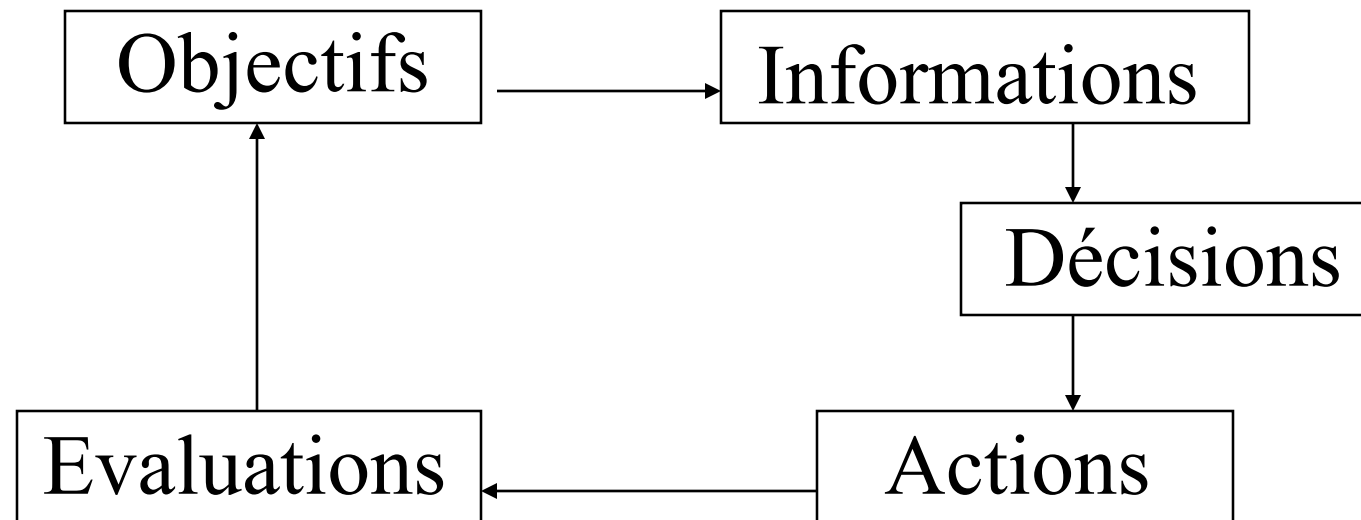 Objectifs
Informations
Décisions
Actions
Evaluations